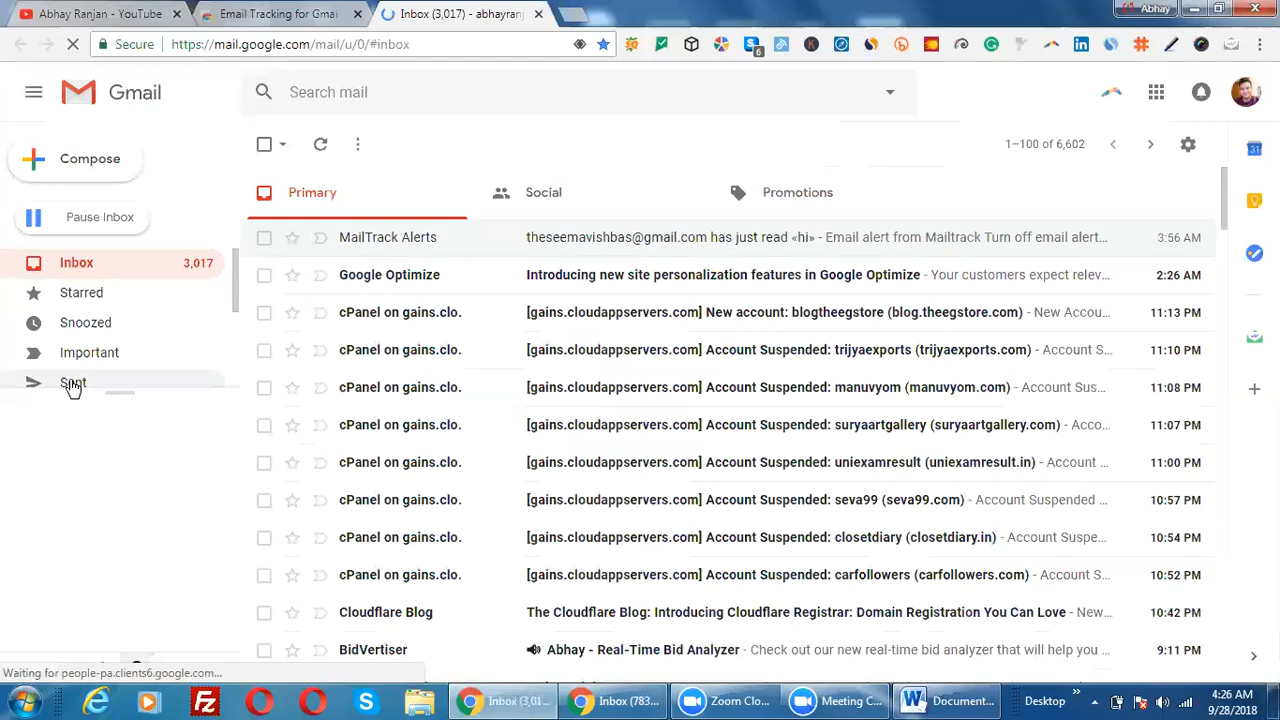 Abhay Ranjan - YouTube
Email Tracking for Gmai
Inbox (3,017) - abhayranj
Abhay
Secure
https://mail.google.com/mail/u/0/#inbox
6
Gmail
Search mail
Compose
1–100 of 6,602
31
Primary
Social
Promotions
Pause Inbox
Inbox 3,017
Starred
Snoozed
Important
Sent
MailTrack Alerts theseemavishbas@gmail.com has just read «hi» - Email alert from Mailtrack Turn off email alert… 3:56 AM
Google Optimize Introducing new site personalization features in Google Optimize - Your customers expect relev… 2:26 AM
cPanel on gains.clo. [gains.cloudappservers.com] New account: blogtheegstore (blog.theegstore.com) - New Accou… 11:13 PM
cPanel on gains.clo. [gains.cloudappservers.com] Account Suspended: trijyaexports (trijyaexports.com) - Account S… 11:10 PM
cPanel on gains.clo. [gains.cloudappservers.com] Account Suspended: manuvyom (manuvyom.com) - Account Sus… 11:08 PM
cPanel on gains.clo. [gains.cloudappservers.com] Account Suspended: suryaartgallery (suryaartgallery.com) - Acco… 11:07 PM
cPanel on gains.clo. [gains.cloudappservers.com] Account Suspended: uniexamresult (uniexamresult.in) - Account … 11:00 PM
cPanel on gains.clo. [gains.cloudappservers.com] Account Suspended: seva99 (seva99.com) - Account Suspended … 10:57 PM
cPanel on gains.clo. [gains.cloudappservers.com] Account Suspended: closetdiary (closetdiary.in) - Account Suspe… 10:54 PM
cPanel on gains.clo. [gains.cloudappservers.com] Account Suspended: carfollowers (carfollowers.com) - Account S… 10:52 PM
Cloudflare Blog The Cloudflare Blog: Introducing Cloudflare Registrar: Domain Registration You Can Love - New… 10:42 PM
BidVertiser Abhay - Real-Time Bid Analyzer - Check out our new real-time bid analyzer that will help you … 9:11 PM
Waiting for people-pa.clients6.google.com...
Inbox (3,01...
Inbox (783...
Zoom Clo...
Meeting C...
Document...
Desktop
4:26 AM
9/28/2018